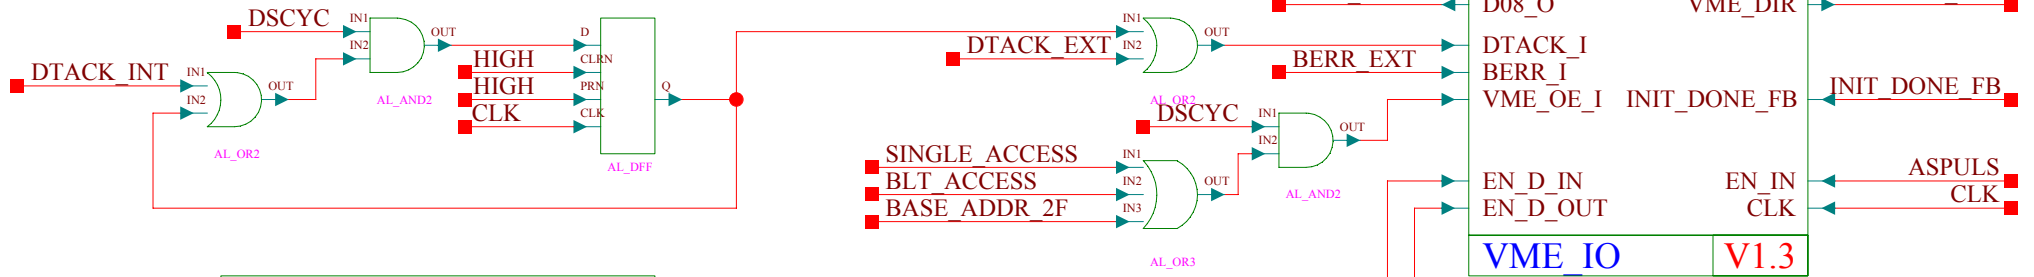 D08_O VME_DIR
DSCYC IN1 OUT IN2 AL_AND2
DTACK_INT IN1 OUT IN2 AL_OR2
D CLRN PRN CLK Q AL_DFF
HIGH
HIGH
CLK
IN1 OUT
DTACK_EXT IN2 AL_OR2
DTACK_I
BERR_EXT BERR_I
VME_OE_I INIT_DONE_FB INIT_DONE_FB
DSCYC IN1 OUT IN2 AL_AND2
SINGLE_ACCESS IN1 OUT
BLT_ACCESS IN2
BASE_ADDR_2F IN3
AL_OR3
EN_D_IN EN_IN ASPULS
EN_D_OUT CLK CLK
VME_IO V1.3